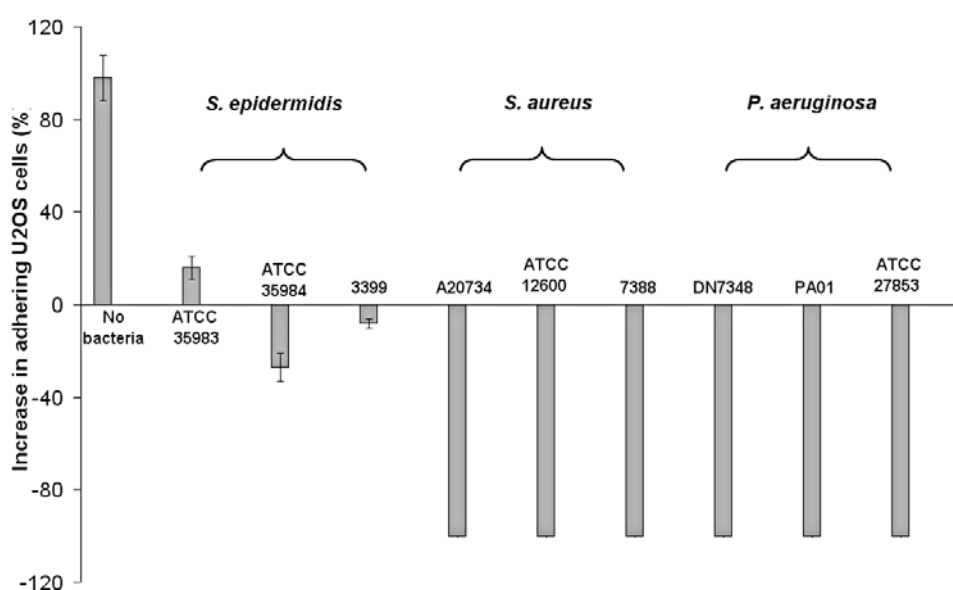 Increase in adhering U2OS cells (%
120
80
40
0
-40
-80
-120
S. epidermidis
S. aureus
P. aeruginosa
No
bacteria
ATCC
35983
ATCC
35984
3399
A20734
ATCC
12600
7388
DN7348
PA01
ATCC
27853